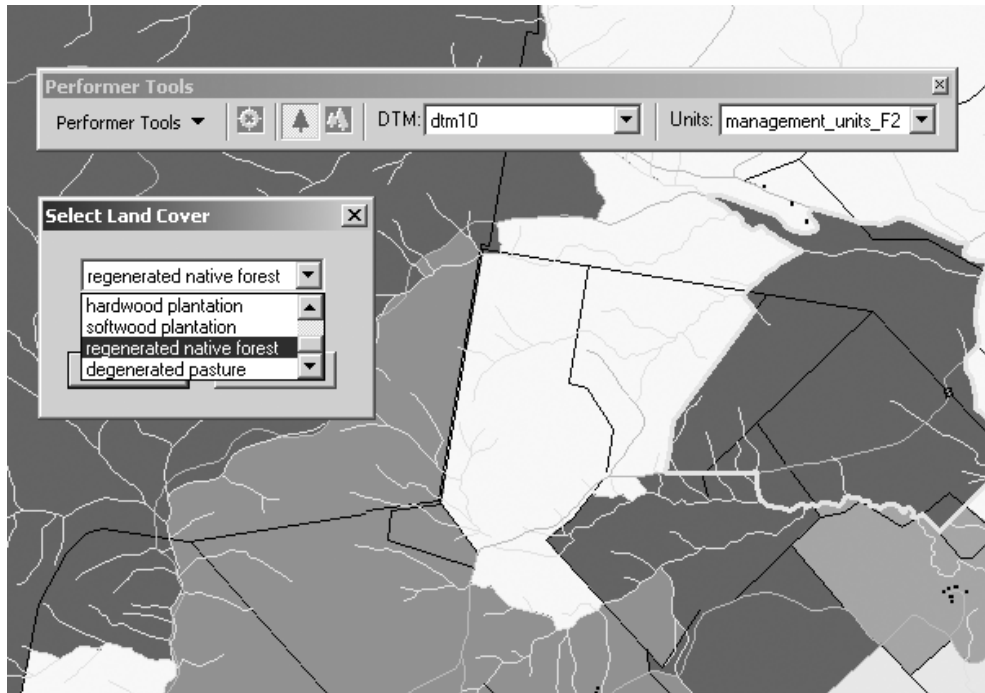 Performer Tools
Performer Tools DTM: dtm10 Units: management_units_F2
Select Land Cover
regenerated native forest
hardwood plantation
softwood plantation
regenerated native forest
degenerated pasture